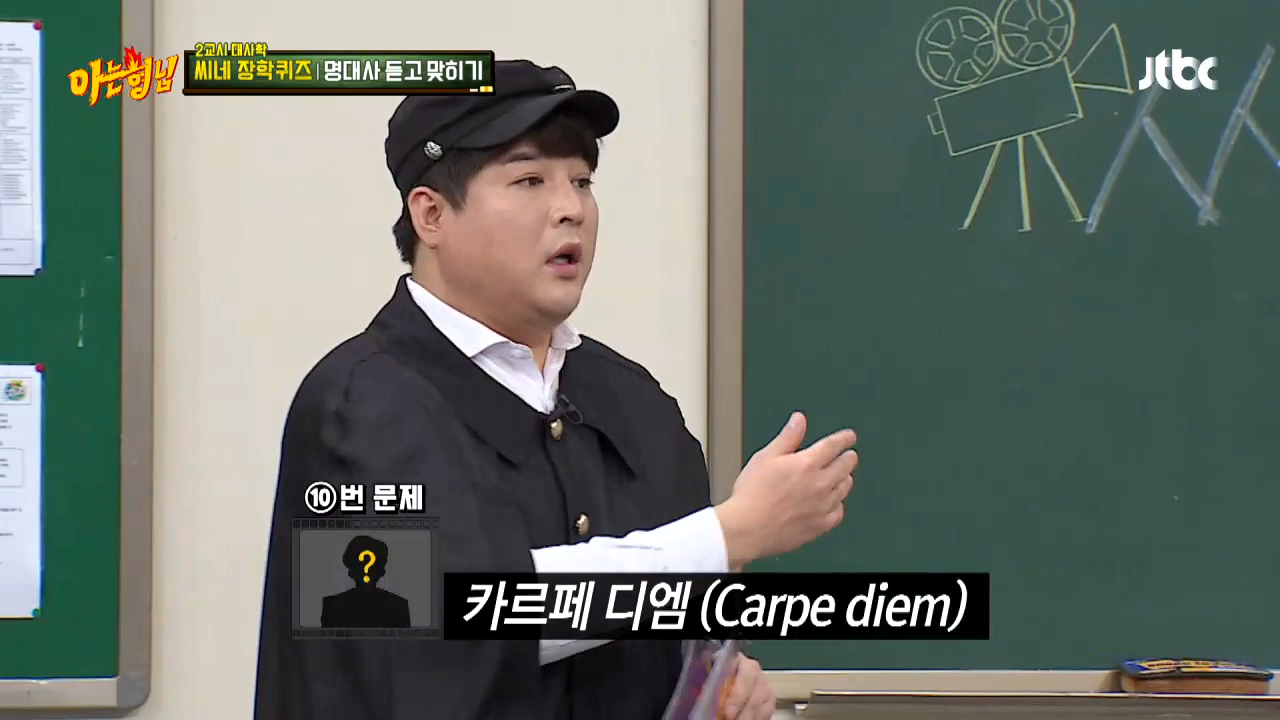 아는형님
2교시 대사학
씨네 장학퀴즈 | 명대사 듣고 맞히기
jtbc
⑩번 문제
?
카르페 디엠 (Carpe diem)